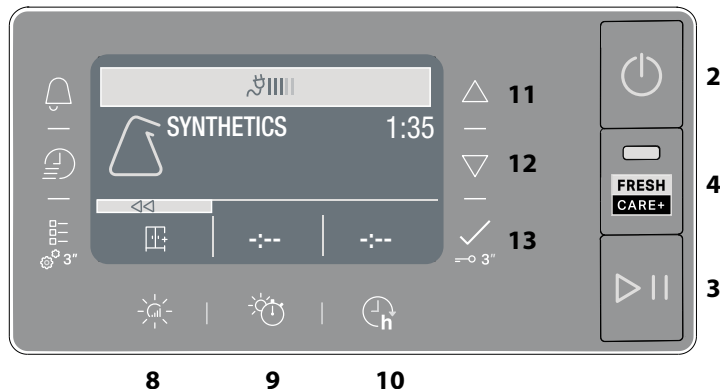 SYNTHETICS 1:35
-:-- -:--
3"
3"
h
FRESH
CARE+
11
12
13
2
4
3
8 9 10